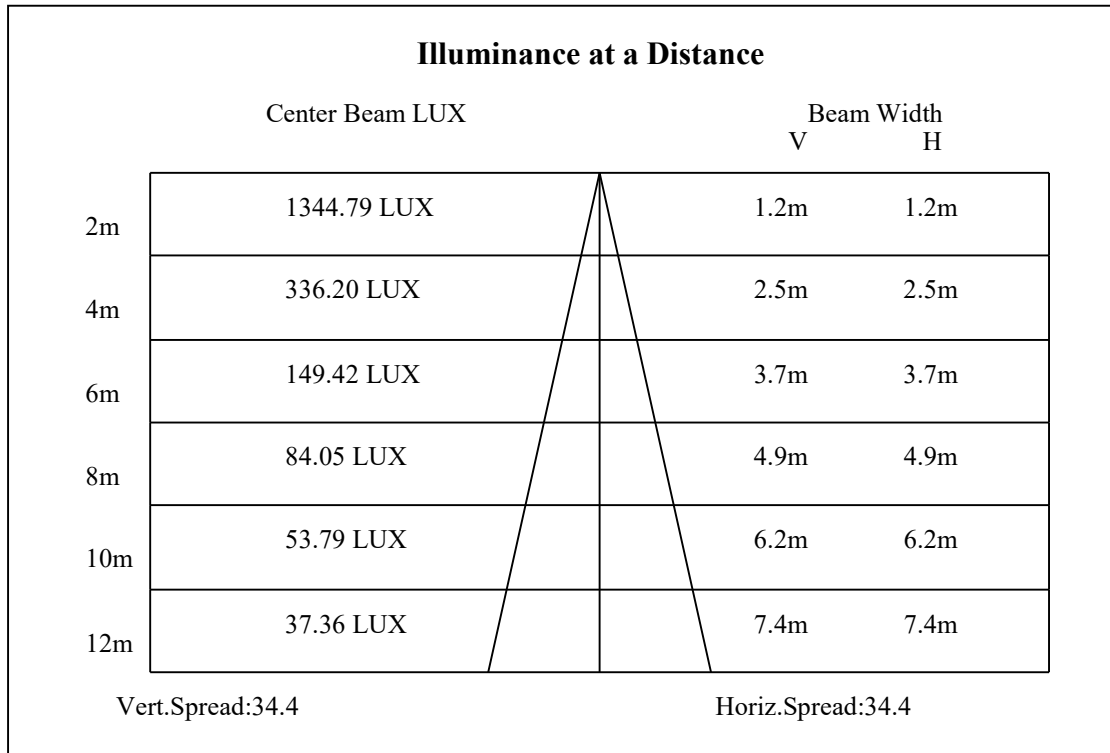 Illuminance at a Distance
Center Beam LUX Beam Width
V H
2m 1344.79 LUX 1.2m 1.2m
4m 336.20 LUX 2.5m 2.5m
6m 149.42 LUX 3.7m 3.7m
8m 84.05 LUX 4.9m 4.9m
10m 53.79 LUX 6.2m 6.2m
12m 37.36 LUX 7.4m 7.4m
Vert.Spread:34.4 Horiz.Spread:34.4